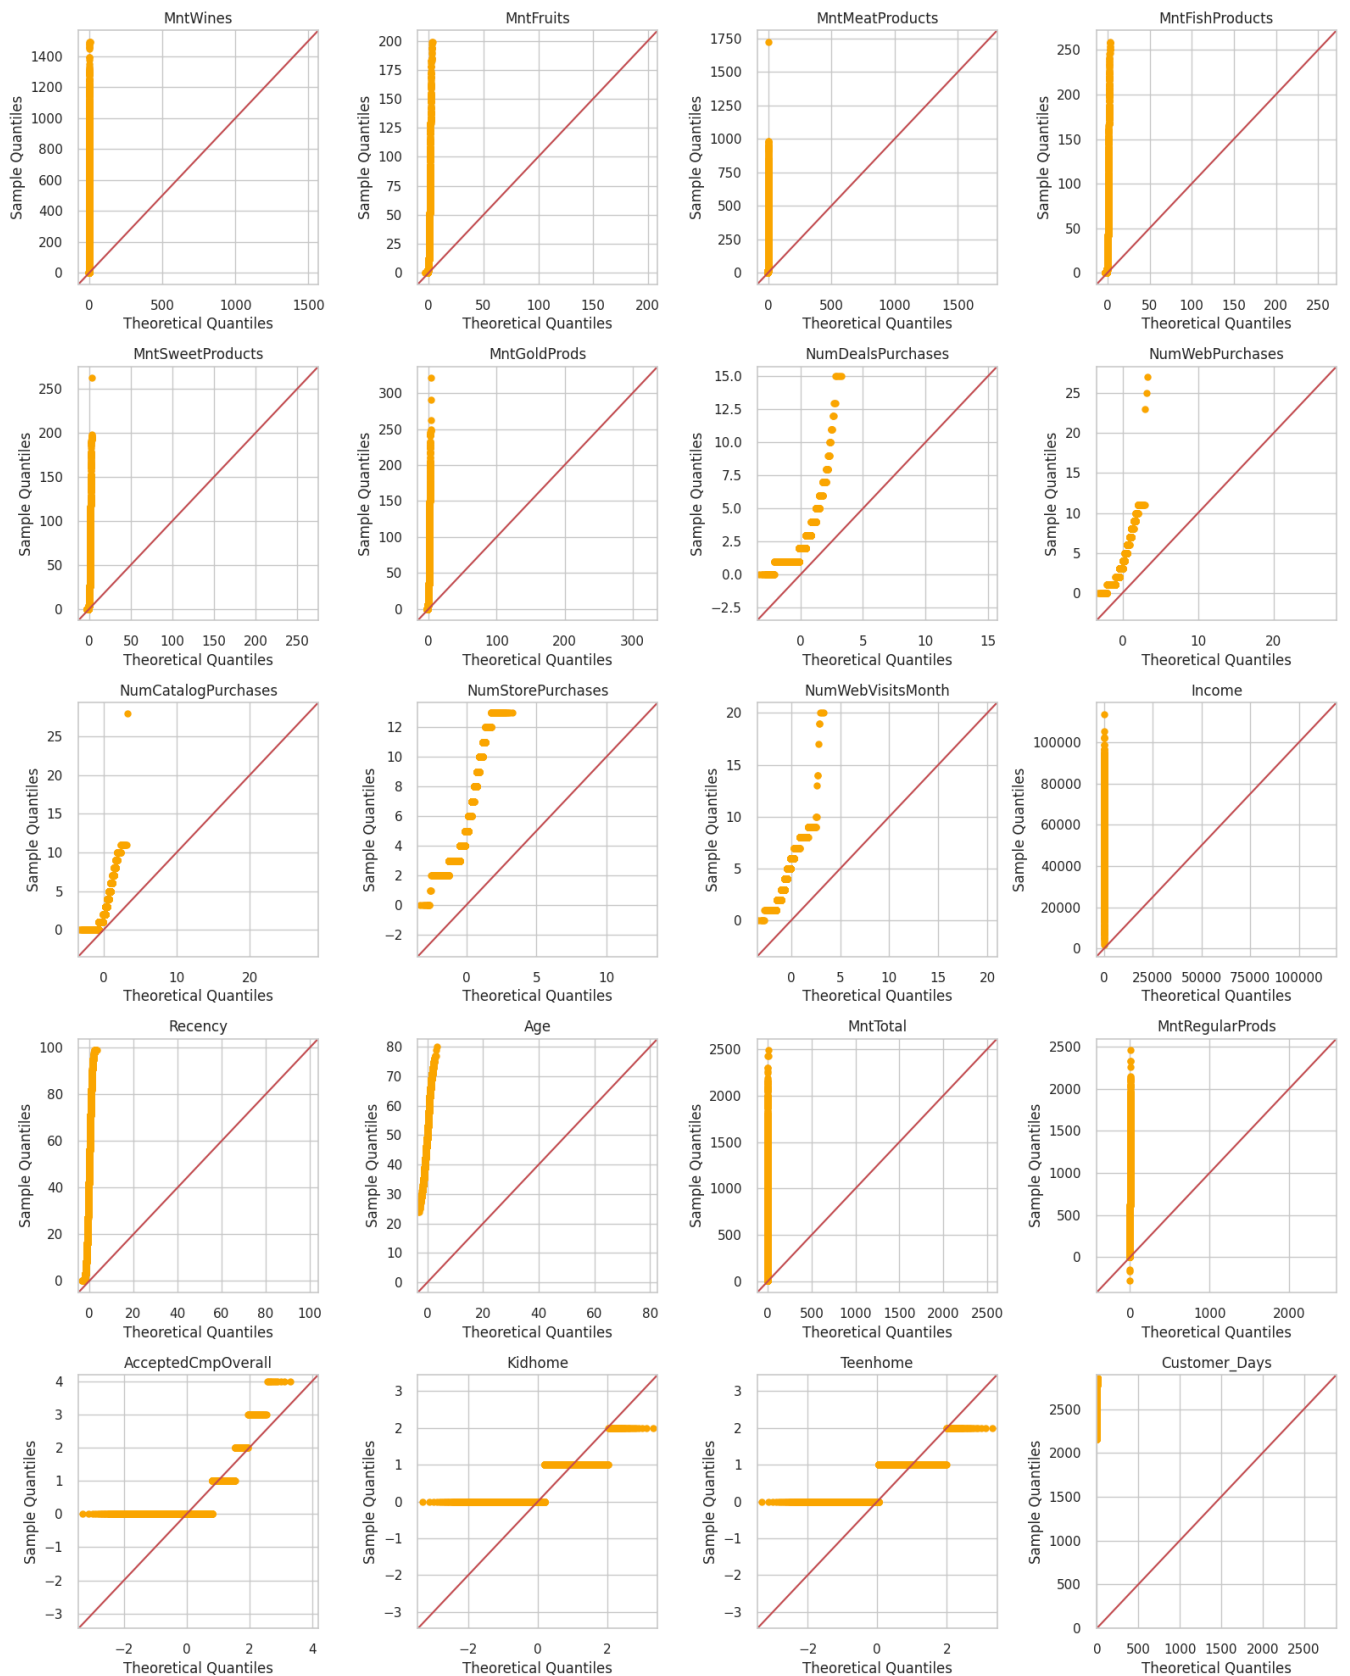 MntWines
Sample Quantiles
1400
1200
1000
800
600
400
200
0
0 500 1000 1500
Theoretical Quantiles
MntFruits
Sample Quantiles
200
175
150
125
100
75
50
25
0
0 50 100 150 200
Theoretical Quantiles
MntMeatProducts
Sample Quantiles
1750
1500
1250
1000
750
500
250
0
0 500 1000 1500
Theoretical Quantiles
MntFishProducts
Sample Quantiles
250
200
150
100
50
0
0 50 100 150 200 250
Theoretical Quantiles
MntSweetProducts
Sample Quantiles
250
200
150
100
50
0
0 50 100 150 200 250
Theoretical Quantiles
MntGoldProds
Sample Quantiles
300
250
200
150
100
50
0
0 100 200 300
Theoretical Quantiles
NumDealsPurchases
Sample Quantiles
15.0
12.5
10.0
7.5
5.0
2.5
0.0
−2.5
0 5 10 15
Theoretical Quantiles
NumWebPurchases
Sample Quantiles
25
20
15
10
5
0
0 10 20
Theoretical Quantiles
NumCatalogPurchases
Sample Quantiles
25
20
15
10
5
0
0 10 20
Theoretical Quantiles
NumStorePurchases
Sample Quantiles
12
10
8
6
4
2
0
−2
0 5 10
Theoretical Quantiles
NumWebVisitsMonth
Sample Quantiles
20
15
10
5
0
0 5 10 15 20
Theoretical Quantiles
Income
Sample Quantiles
100000
80000
60000
40000
20000
0
0 25000 50000 75000 100000
Theoretical Quantiles
Recency
Sample Quantiles
100
80
60
40
20
0
0 20 40 60 80 100
Theoretical Quantiles
Age
Sample Quantiles
80
70
60
50
40
30
20
10
0
0 20 40 60 80
Theoretical Quantiles
MntTotal
Sample Quantiles
2500
2000
1500
1000
500
0
0 500 1000 1500 2000 2500
Theoretical Quantiles
MntRegularProds
Sample Quantiles
2500
2000
1500
1000
500
0
0 1000 2000
Theoretical Quantiles
AcceptedCmpOverall
Sample Quantiles
4
3
2
1
0
−1
−2
−3
−2 0 2 4
Theoretical Quantiles
Kidhome
Sample Quantiles
3
2
1
0
−1
−2
−3
−2 0 2
Theoretical Quantiles
Teenhome
Sample Quantiles
3
2
1
0
−1
−2
−3
−2 0 2
Theoretical Quantiles
Customer_Days
Sample Quantiles
2500
2000
1500
1000
500
0
0 500 1000 1500 2000 2500
Theoretical Quantiles